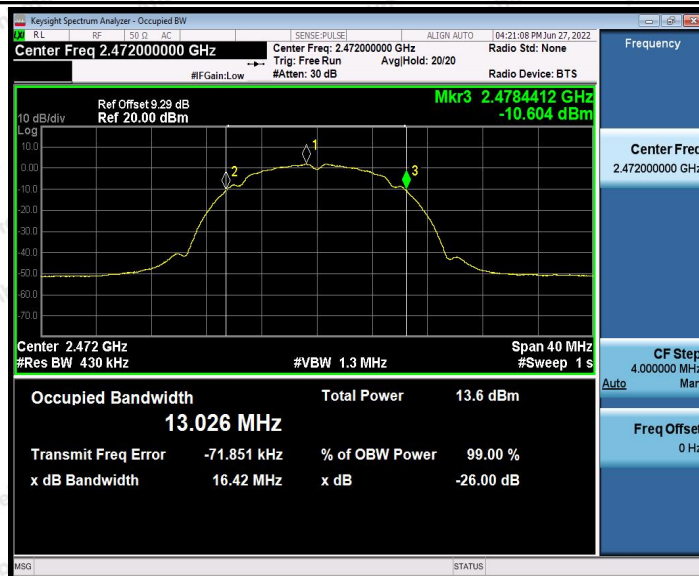 Keysight Spectrum Analyzer - Occupied BW
LXI RL RF 50 Ω AC SENSE:PULSE ALIGN AUTO 04:21:08 PM Jun 27, 2022
Center Freq 2.472000000 GHz
Center Freq: 2.472000000 GHz
Radio Std: None
Trig: Free Run Avg|Hold: 20/20
#IFGain:Low #Atten: 30 dB Radio Device: BTS
Mkr3 2.4784412 GHz
-10.604 dBm
Ref Offset 9.29 dB
10 dB/div Ref 20.00 dBm
Log
10.0
0.00
-10.0
-20.0
-30.0
-40.0
-50.0
-60.0
-70.0
1
2
3
Center 2.472 GHz Span 40 MHz
#Res BW 430 kHz #VBW 1.3 MHz #Sweep 1 s
Occupied Bandwidth Total Power 13.6 dBm
13.026 MHz
Transmit Freq Error -71.851 kHz % of OBW Power 99.00 %
x dB Bandwidth 16.42 MHz x dB -26.00 dB
MSG STATUS
Frequency
Center Freq
2.472000000 GHz
CF Step
4.000000 MHz
Auto Man
Freq Offset
0 Hz